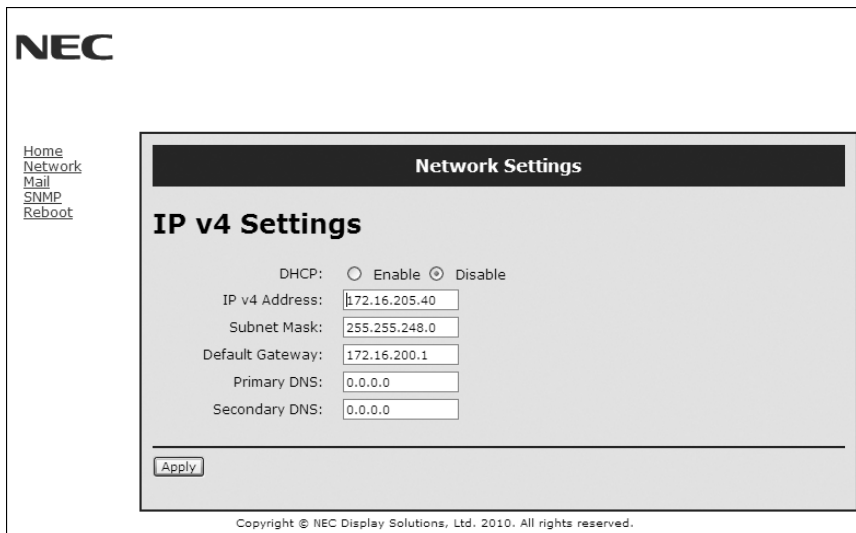 NEC
Home
Network
Mail
SNMP
Reboot
Network Settings
IP v4 Settings
DHCP: Enable Disable
IP v4 Address: 172.16.205.40
Subnet Mask: 255.255.248.0
Default Gateway: 172.16.200.1
Primary DNS: 0.0.0.0
Secondary DNS: 0.0.0.0
Apply
Copyright © NEC Display Solutions, Ltd. 2010. All rights reserved.